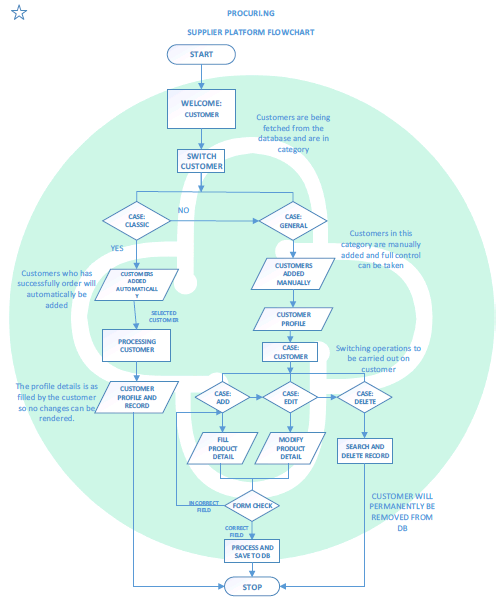 PROCURI.NG
SUPPLIER PLATFORM FLOWCHART
START
WELCOME:
CUSTOMER
Customers are being
fetched from the
database and are in
category
SWITCH
CUSTOMER
NO
CASE:
CLASSIC
CASE:
GENERAL
YES
Customers in this
category are manually
added and full control
can be taken
Customers who has
successfully order will
automatically be
added
CUSTOMERS
ADDED
AUTOMATICALL
Y
CUSTOMERS
ADDED
MANUALLY
SELECTED
CUSTOMER
CUSTOMER
PROFILE
PROCESSING
CUSTOMER
CASE:
CUSTOMER
Switching operations to
be carried out on
customer
The profile details is as
filled by the customer
so no changes can be
rendered.
CUSTOMER
PROFILE AND
RECORD
CASE:
ADD
CASE:
EDIT
CASE:
DELETE
FILL
PRODUCT
DETAIL
MODIFY
PRODUCT
DETAIL
SEARCH AND
DELETE RECORD
INCORRECT
FIELD
FORM CHECK
CUSTOMER WILL
PERMANENTLY BE
REMOVED FROM
DB
CORRECT
FIELD
PROCESS AND
SAVE TO DB
STOP